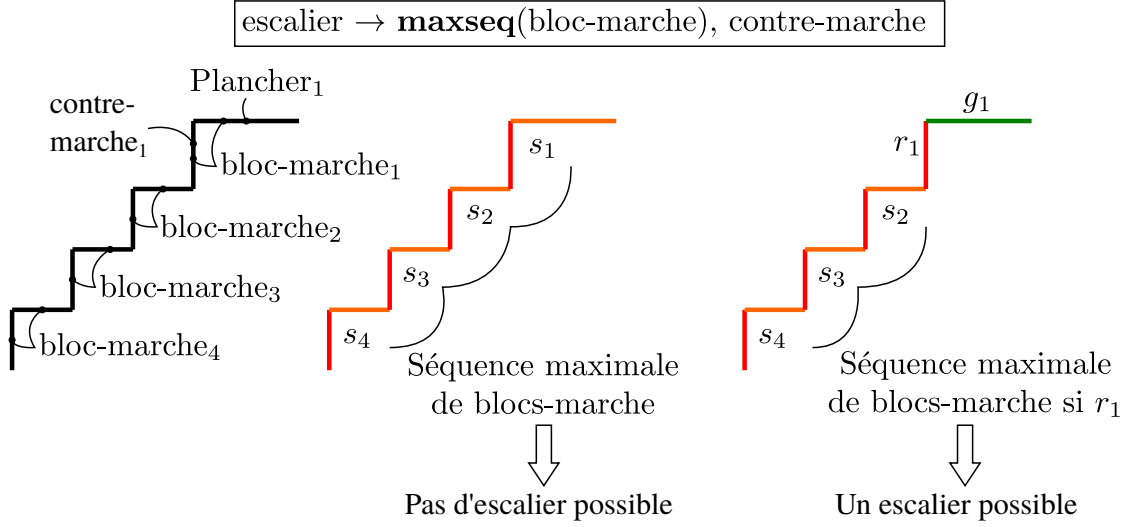 escalier → maxseq(bloc-marche), contre-marche
Plancher₁
contre-
marche₁
bloc-marche₁
bloc-marche₂
bloc-marche₃
bloc-marche₄
s₁
s₂
s₃
s₄
Séquence maximale
de blocs-marche
Pas d'escalier possible
g₁
r₁
s₂
s₃
s₄
Séquence maximale
de blocs-marche si r₁
Un escalier possible